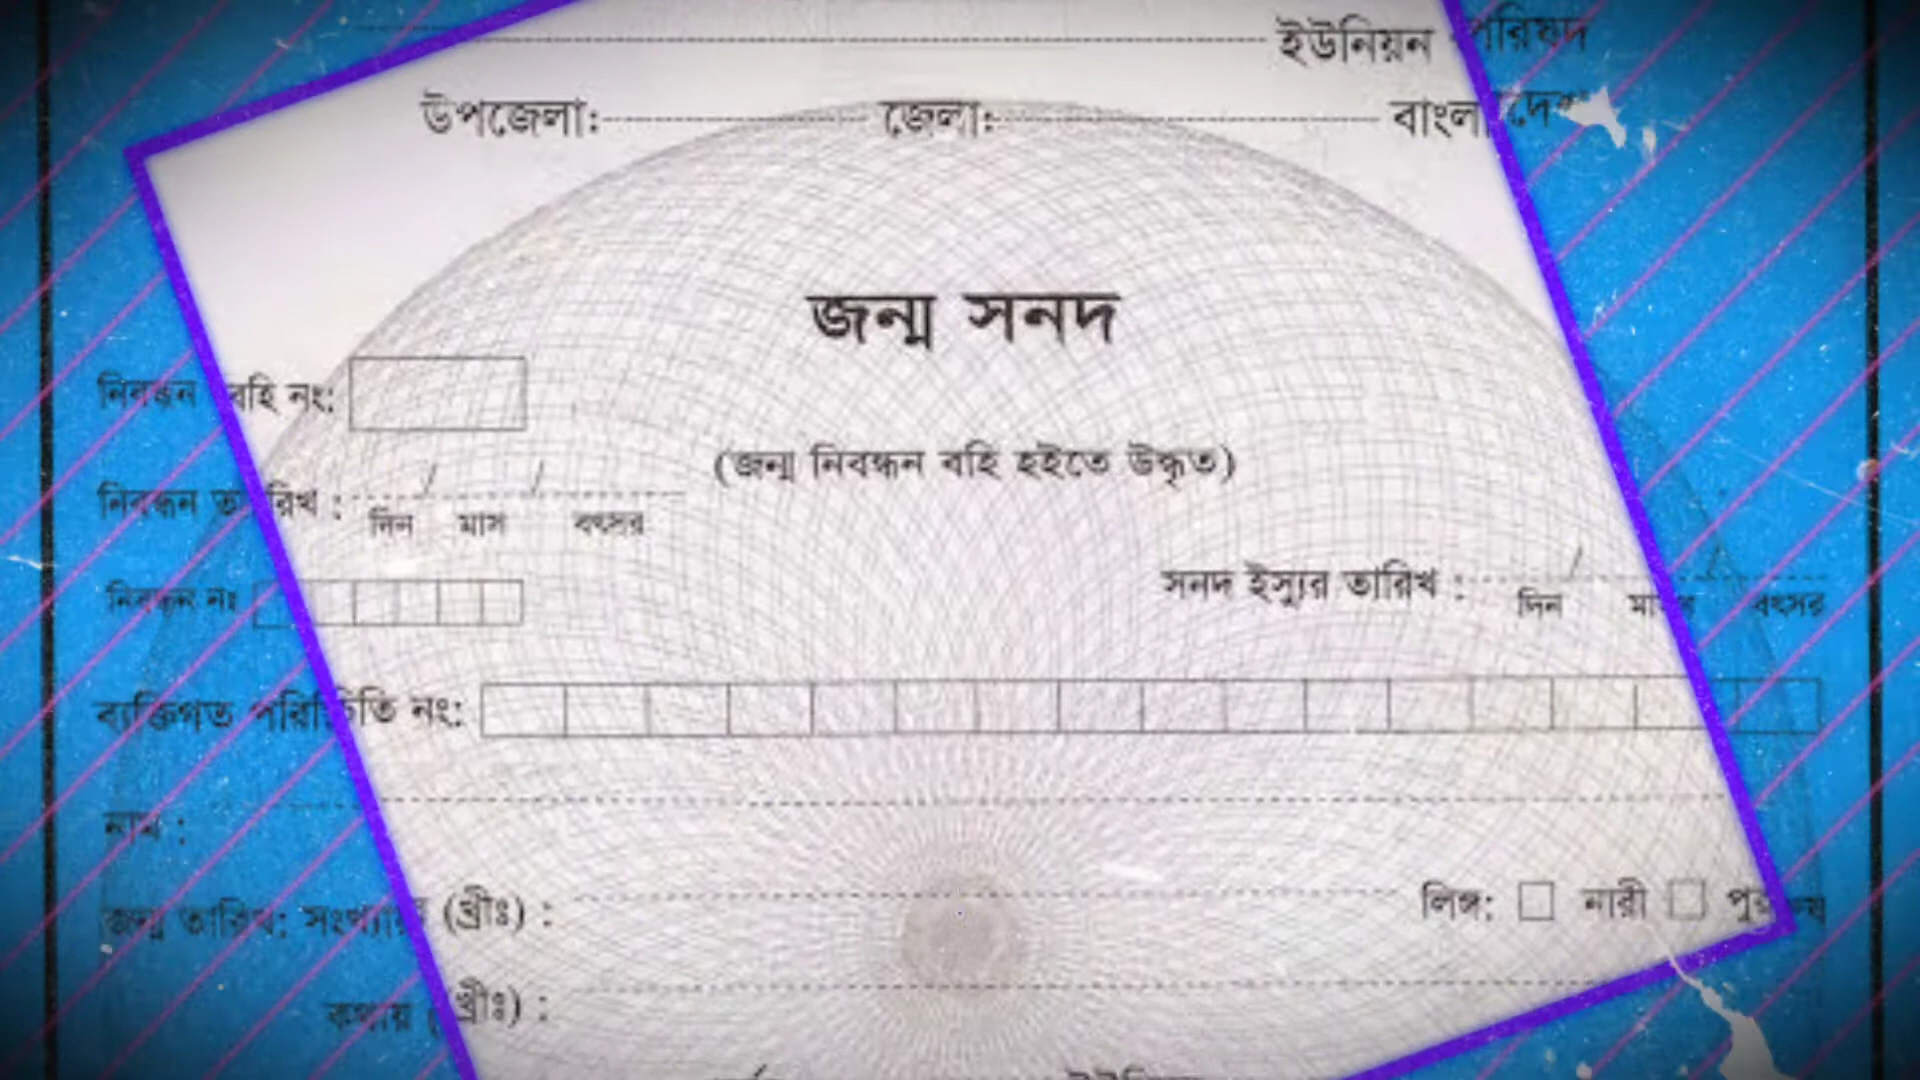 ইউনিয়ন পরিষদ
উপজেলা: জেলা: বাংলাদেশ
জন্ম সনদ
নিবন্ধন বহি নং:
(জন্ম নিবন্ধন বহি হইতে উদ্ধৃত)
নিবন্ধন তারিখ : / /
দিন মাস বৎসর
সনদ ইস্যুর তারিখ : / /
দিন মাস বৎসর
নিবন্ধন নং
ব্যক্তিগত পরিচিতি নং:
নাম :
জন্ম তারিখ: সংখ্যায় (খ্রীঃ) : লিঙ্গ: নারী পুরুষ
কথায় (খ্রীঃ) :